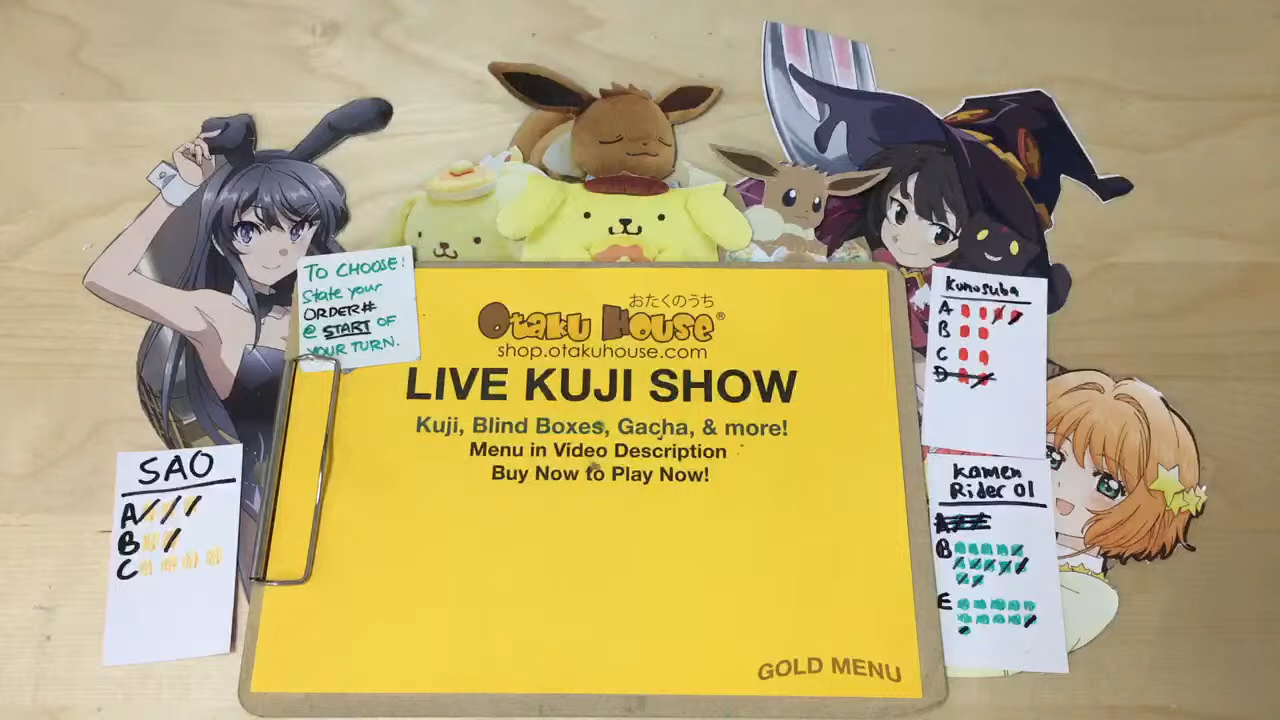 TO CHOOSE:
State your
ORDER#
@ START OF
YOUR TURN.
おたくのうち
Otaku House®
shop.otakuhouse.com
LIVE KUJI SHOW
Kuji, Blind Boxes, Gacha, & more!
Menu in Video Description
Buy Now to Play Now!
GOLD MENU
SAO
A
B
C
Konosuba
A
B
C
D
Kamen
Rider 01
A
B
E